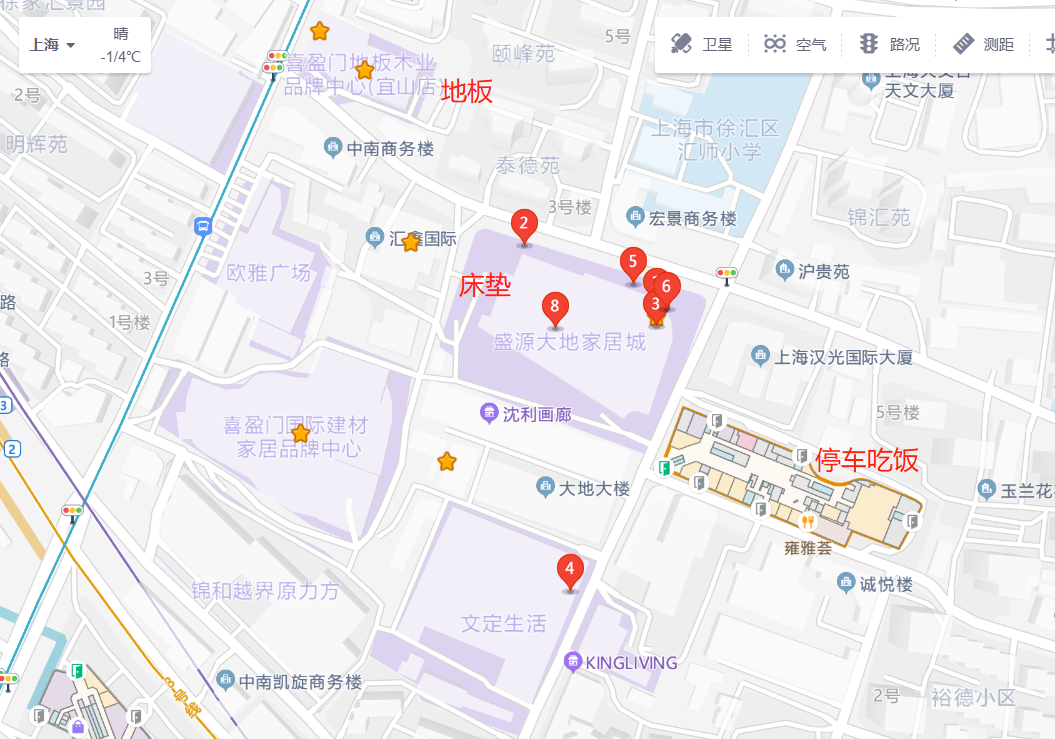 徐家汇景园
上海
晴
-1/4℃
卫星
空气
路况
测距
5号
颐峰苑
喜盈门地板木业
品牌中心(宜山店)
地板
天文大厦
2号
明辉苑
中南商务楼
上海市徐汇区
汇师小学
泰德苑
3号楼
宏景商务楼
锦汇苑
2
汇鑫国际
欧雅广场
3号
路
5
6
3
8
床垫
沪贵苑
1号楼
盛源大地家居城
上海汉光国际大厦
路
3
2
喜盈门国际建材
家居品牌中心
沈利画廊
5号楼
停车吃饭
大地大楼
玉兰花
雍雅荟
4
诚悦楼
锦和越界原力方
文定生活
KINGLIVING
中南凯旋商务楼
3号线
2号
裕德小区